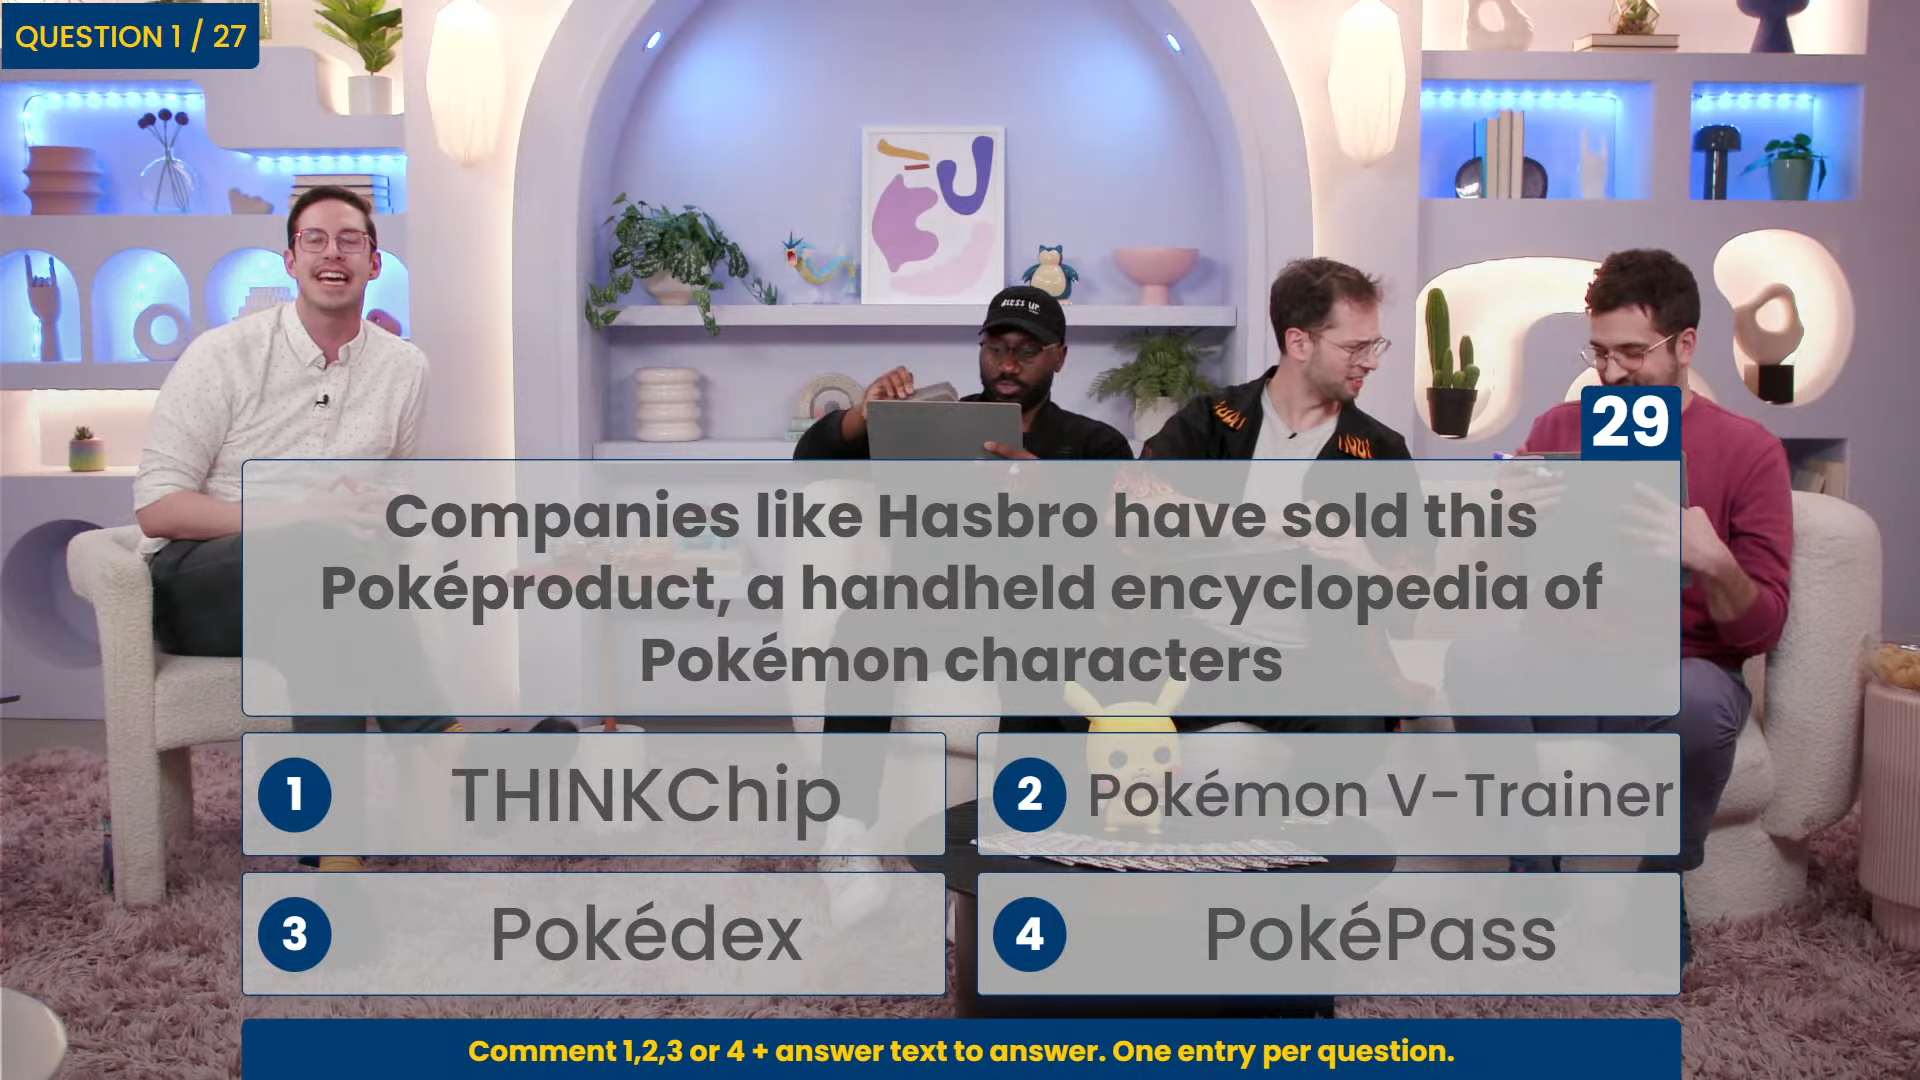 QUESTION 1 / 27
BLESS UP.
29
Companies like Hasbro have sold this
Poképroduct, a handheld encyclopedia of
Pokémon characters
1 THINKChip
2 Pokémon V-Trainer
3 Pokédex
4 PokéPass
Comment 1,2,3 or 4 + answer text to answer. One entry per question.